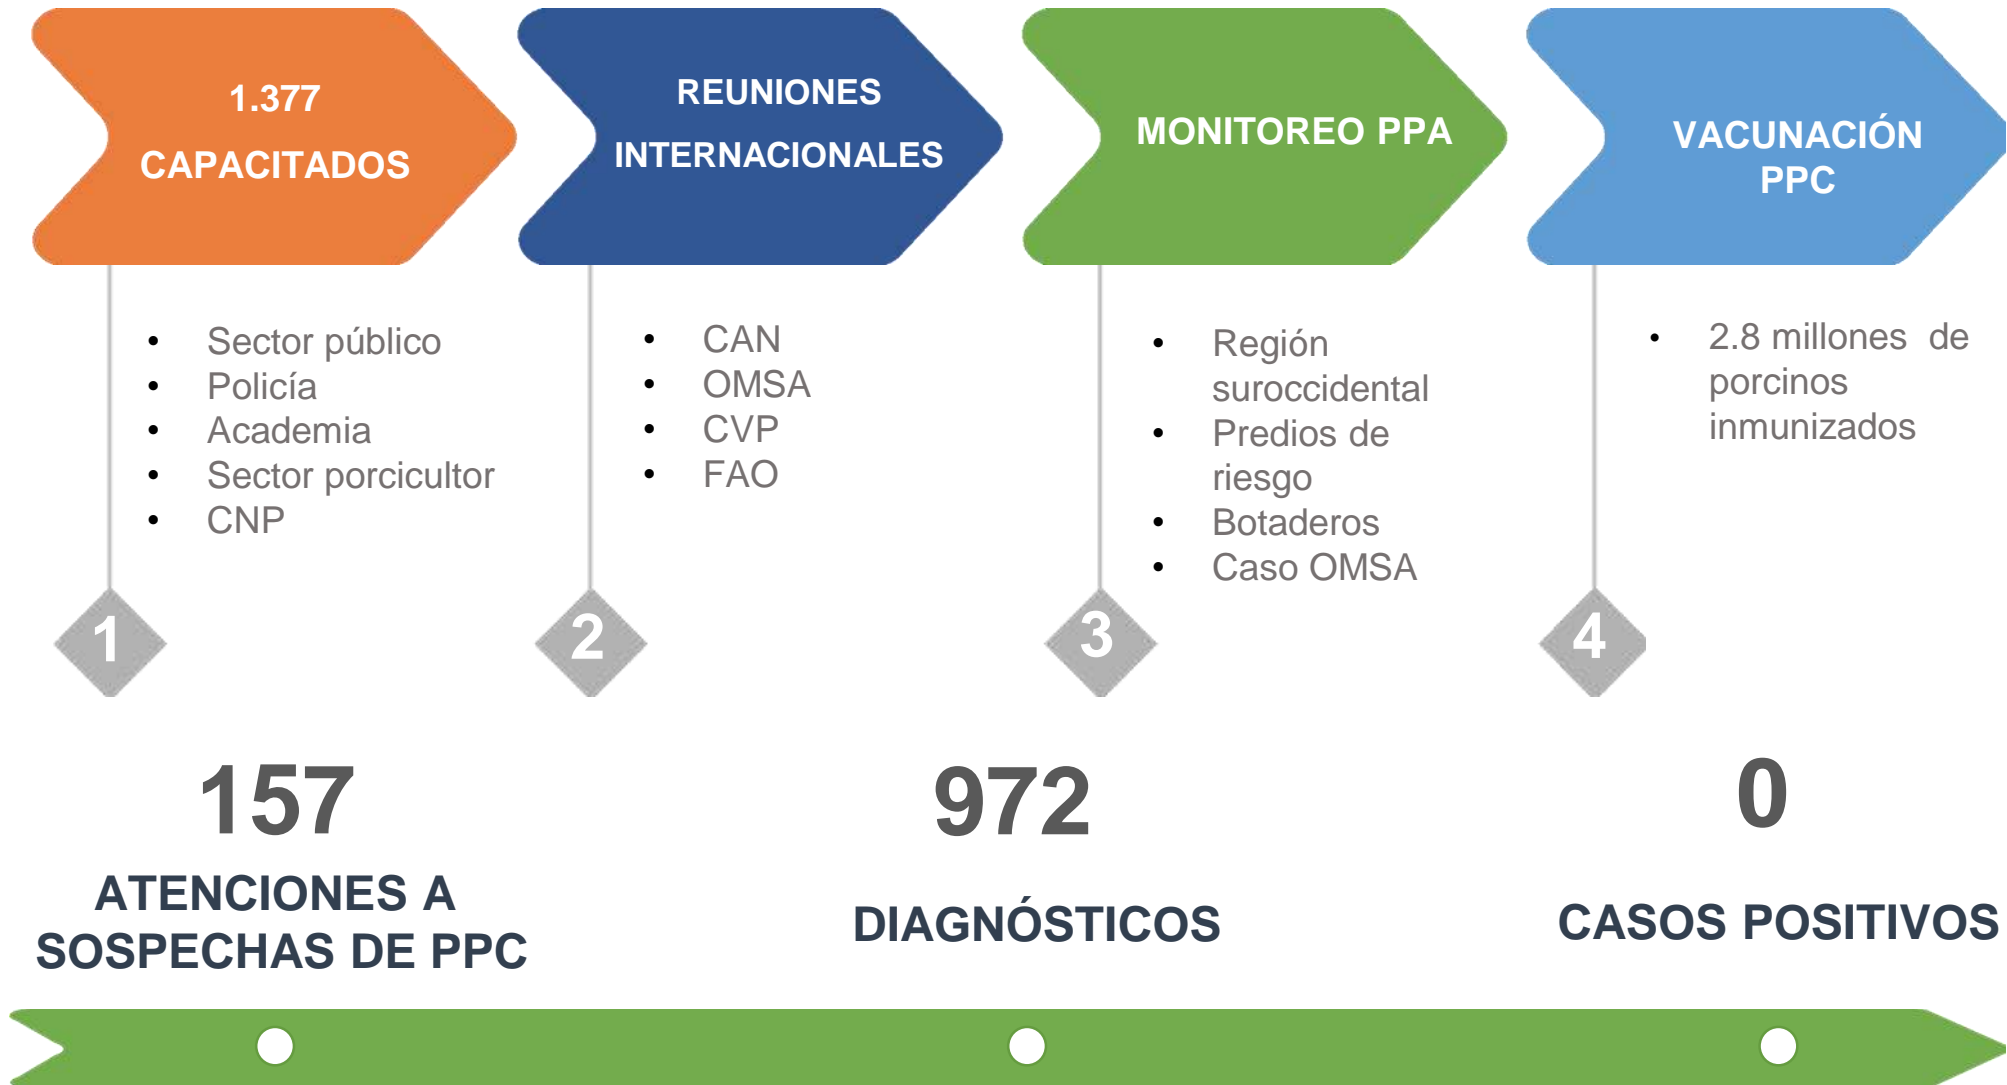 1.377
CAPACITADOS
REUNIONES
INTERNACIONALES
MONITOREO PPA
VACUNACIÓN
PPC
• Sector público
• Policía
• Academia
• Sector porcicultor
• CNP
• CAN
• OMSA
• CVP
• FAO
• Región
suroccidental
• Predios de
riesgo
• Botaderos
• Caso OMSA
• 2.8 millones de
porcinos
inmunizados
1
2
3
4
157
ATENCIONES A
SOSPECHAS DE PPC
972
DIAGNÓSTICOS
0
CASOS POSITIVOS